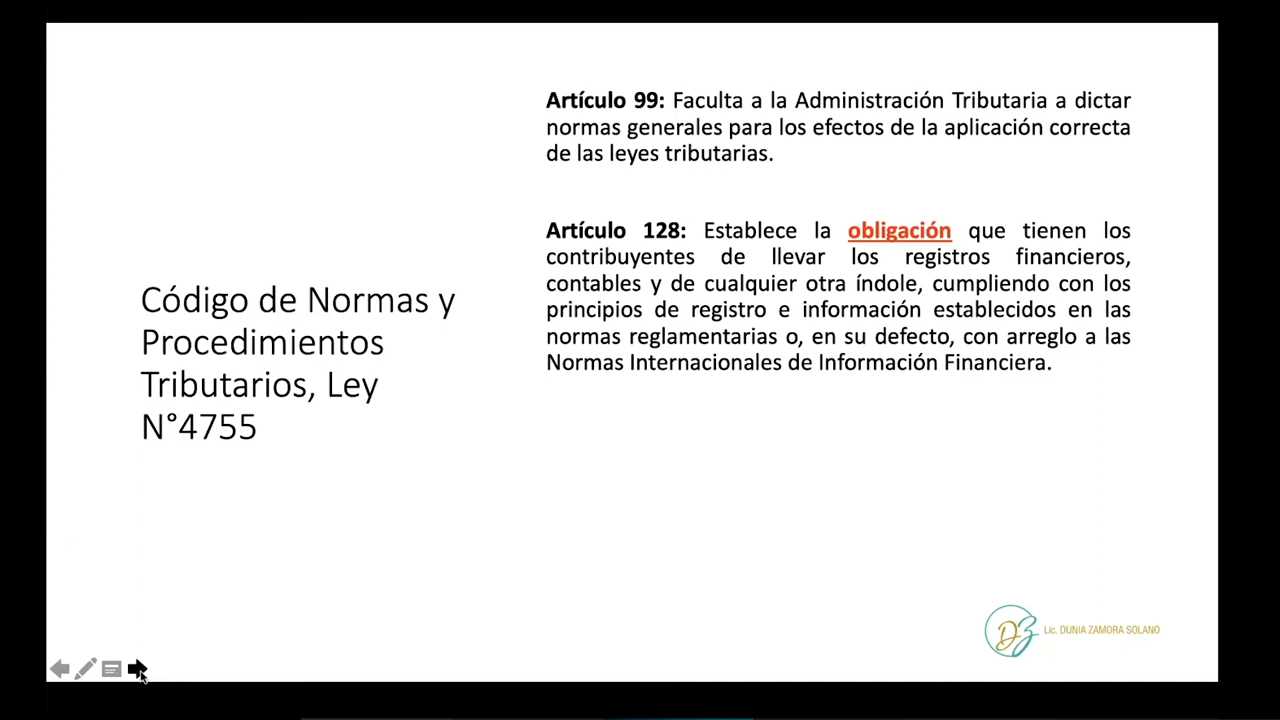 Código de Normas y
Procedimientos
Tributarios, Ley
N°4755
Artículo 99: Faculta a la Administración Tributaria a dictar
normas generales para los efectos de la aplicación correcta
de las leyes tributarias.
Artículo 128: Establece la obligación que tienen los
contribuyentes de llevar los registros financieros,
contables y de cualquier otra índole, cumpliendo con los
principios de registro e información establecidos en las
normas reglamentarias o, en su defecto, con arreglo a las
Normas Internacionales de Información Financiera.
DZ Lic. DUNIA ZAMORA SOLANO